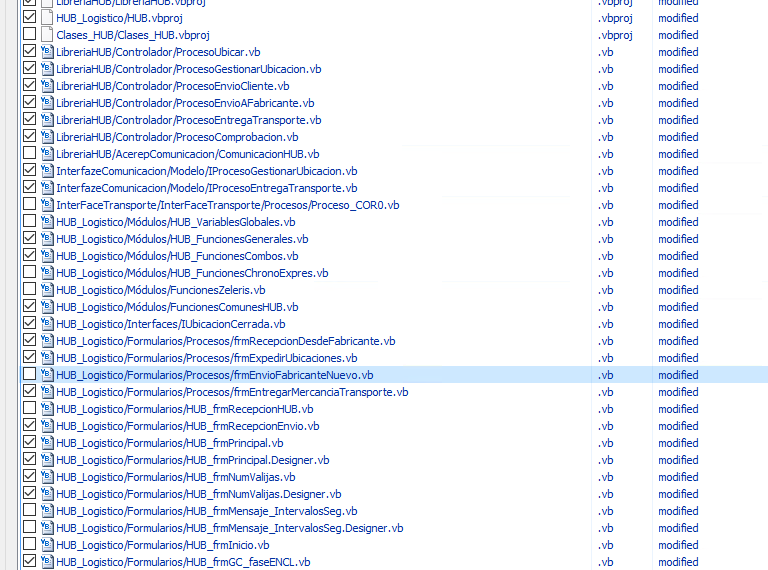 LibreriaHUB/LibreriaHUB.vbproj .vbproj modified
HUB_Logistico/HUB.vbproj .vbproj modified
Clases_HUB/Clases_HUB.vbproj .vbproj modified
LibreriaHUB/Controlador/ProcesoUbicar.vb .vb modified
LibreriaHUB/Controlador/ProcesoGestionarUbicacion.vb .vb modified
LibreriaHUB/Controlador/ProcesoEnvioCliente.vb .vb modified
LibreriaHUB/Controlador/ProcesoEnvioAFabricante.vb .vb modified
LibreriaHUB/Controlador/ProcesoEntregaTransporte.vb .vb modified
LibreriaHUB/Controlador/ProcesoComprobacion.vb .vb modified
LibreriaHUB/AcerepComunicacion/ComunicacionHUB.vb .vb modified
InterfazeComunicacion/Modelo/IProcesoGestionarUbicacion.vb .vb modified
InterfazeComunicacion/Modelo/IProcesoEntregaTransporte.vb .vb modified
InterFaceTransporte/InterFaceTransporte/Procesos/Proceso_COR0.vb .vb modified
HUB_Logistico/Módulos/HUB_VariablesGlobales.vb .vb modified
HUB_Logistico/Módulos/HUB_FuncionesGenerales.vb .vb modified
HUB_Logistico/Módulos/HUB_FuncionesCombos.vb .vb modified
HUB_Logistico/Módulos/HUB_FuncionesChronoExpres.vb .vb modified
HUB_Logistico/Módulos/FuncionesZeleris.vb .vb modified
HUB_Logistico/Módulos/FuncionesComunesHUB.vb .vb modified
HUB_Logistico/Interfaces/IUbicacionCerrada.vb .vb modified
HUB_Logistico/Formularios/Procesos/frmRecepcionDesdeFabricante.vb .vb modified
HUB_Logistico/Formularios/Procesos/frmExpedirUbicaciones.vb .vb modified
HUB_Logistico/Formularios/Procesos/frmEnvioFabricanteNuevo.vb .vb modified
HUB_Logistico/Formularios/Procesos/frmEntregarMercanciaTransporte.vb .vb modified
HUB_Logistico/Formularios/HUB_frmRecepcionHUB.vb .vb modified
HUB_Logistico/Formularios/HUB_frmRecepcionEnvio.vb .vb modified
HUB_Logistico/Formularios/HUB_frmPrincipal.vb .vb modified
HUB_Logistico/Formularios/HUB_frmPrincipal.Designer.vb .vb modified
HUB_Logistico/Formularios/HUB_frmNumValijas.vb .vb modified
HUB_Logistico/Formularios/HUB_frmNumValijas.Designer.vb .vb modified
HUB_Logistico/Formularios/HUB_frmMensaje_IntervalosSeg.vb .vb modified
HUB_Logistico/Formularios/HUB_frmMensaje_IntervalosSeg.Designer.vb .vb modified
HUB_Logistico/Formularios/HUB_frmInicio.vb .vb modified
HUB_Logistico/Formularios/HUB_frmGC_faseENCL.vb .vb modified